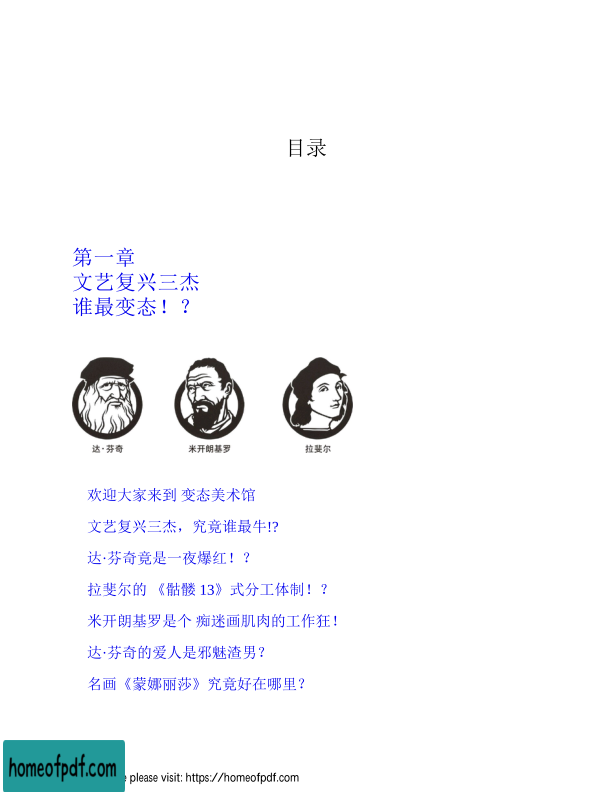 目录
第一章
文艺复兴三杰
谁最变态！？
达·芬奇
米开朗基罗
拉斐尔
欢迎大家来到 变态美术馆
文艺复兴三杰，究竟谁最牛!?
达·芬奇竟是一夜爆红！？
拉斐尔的 《骷髅 13》式分工体制！？
米开朗基罗是个 痴迷画肌肉的工作狂！
达·芬奇的爱人是邪魅渣男？
名画《蒙娜丽莎》究竟好在哪里？
homeofpdf.com
please visit: https://homeofpdf.com